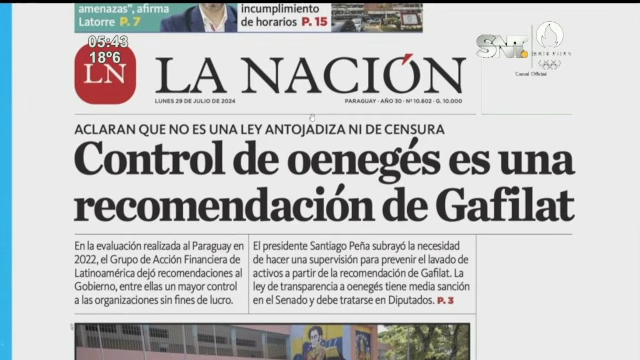 amenazas”, afirma
Latorre P. 7
incumplimiento
de horarios P. 15
05:43
18°6
SNT
Canal Oficial
LN
LA NACIÓN
LUNES 29 DE JULIO DE 2024
PARAGUAY · AÑO 30 · Nº 10.602 · G. 10.000
ACLARAN QUE NO ES UNA LEY ANTOJADIZA NI DE CENSURA
Control de oenegés es una
recomendación de Gafilat
En la evaluación realizada al Paraguay en
2022, el Grupo de Acción Financiera de
Latinoamérica dejó recomendaciones al
Gobierno, entre ellas un mayor control
a las organizaciones sin fines de lucro.
El presidente Santiago Peña subrayó la necesidad
de hacer una supervisión para prevenir el lavado de
activos a partir de la recomendación de Gafilat. La
ley de transparencia a oenegés tiene media sanción
en el Senado y debe tratarse en Diputados. P. 3